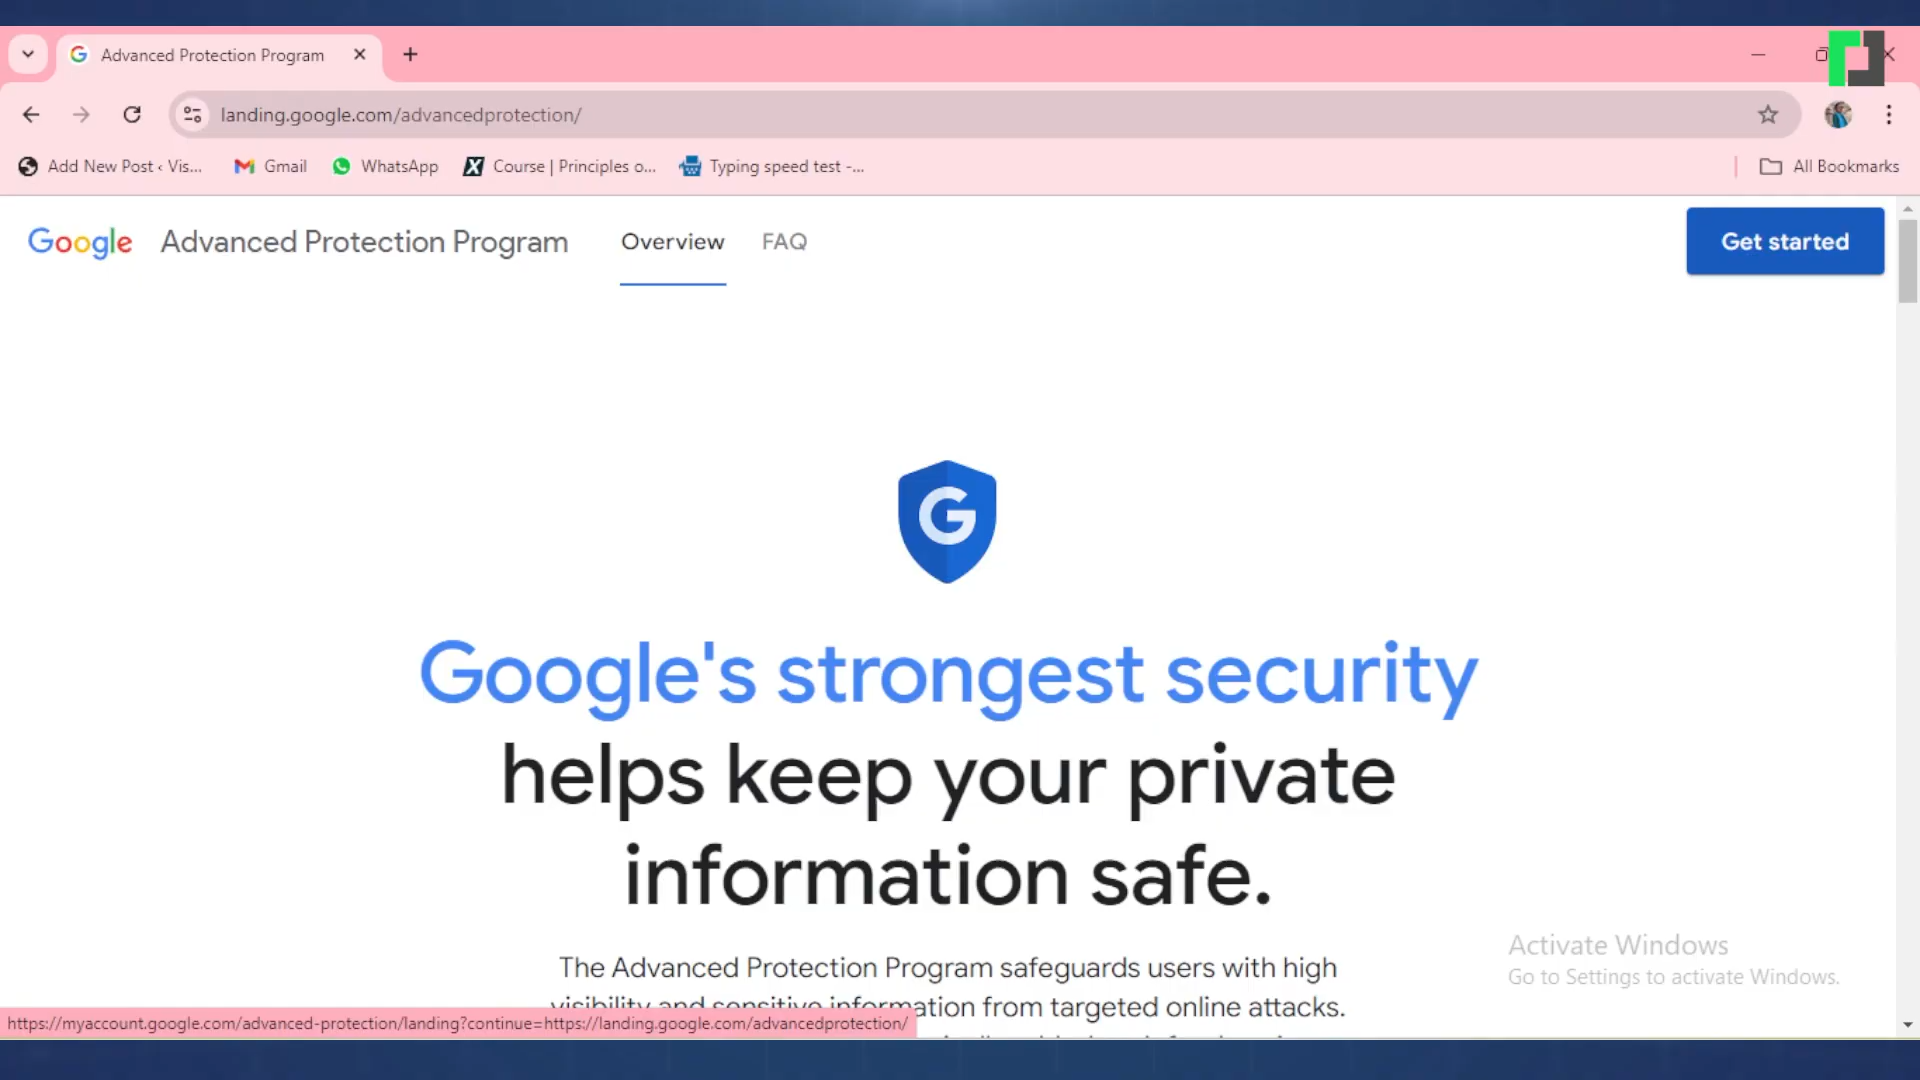 Advanced Protection Program
landing.google.com/advancedprotection/
Add New Post ‹ Vis...
Gmail
WhatsApp
Course | Principles o...
Typing speed test -...
All Bookmarks
Google
Advanced Protection Program
Overview
FAQ
Get started
G
Google's strongest security
helps keep your private
information safe.
The Advanced Protection Program safeguards users with high
visibility and sensitive information from targeted online attacks.
Activate Windows
Go to Settings to activate Windows.
https://myaccount.google.com/advanced-protection/landing?continue=https://landing.google.com/advancedprotection/